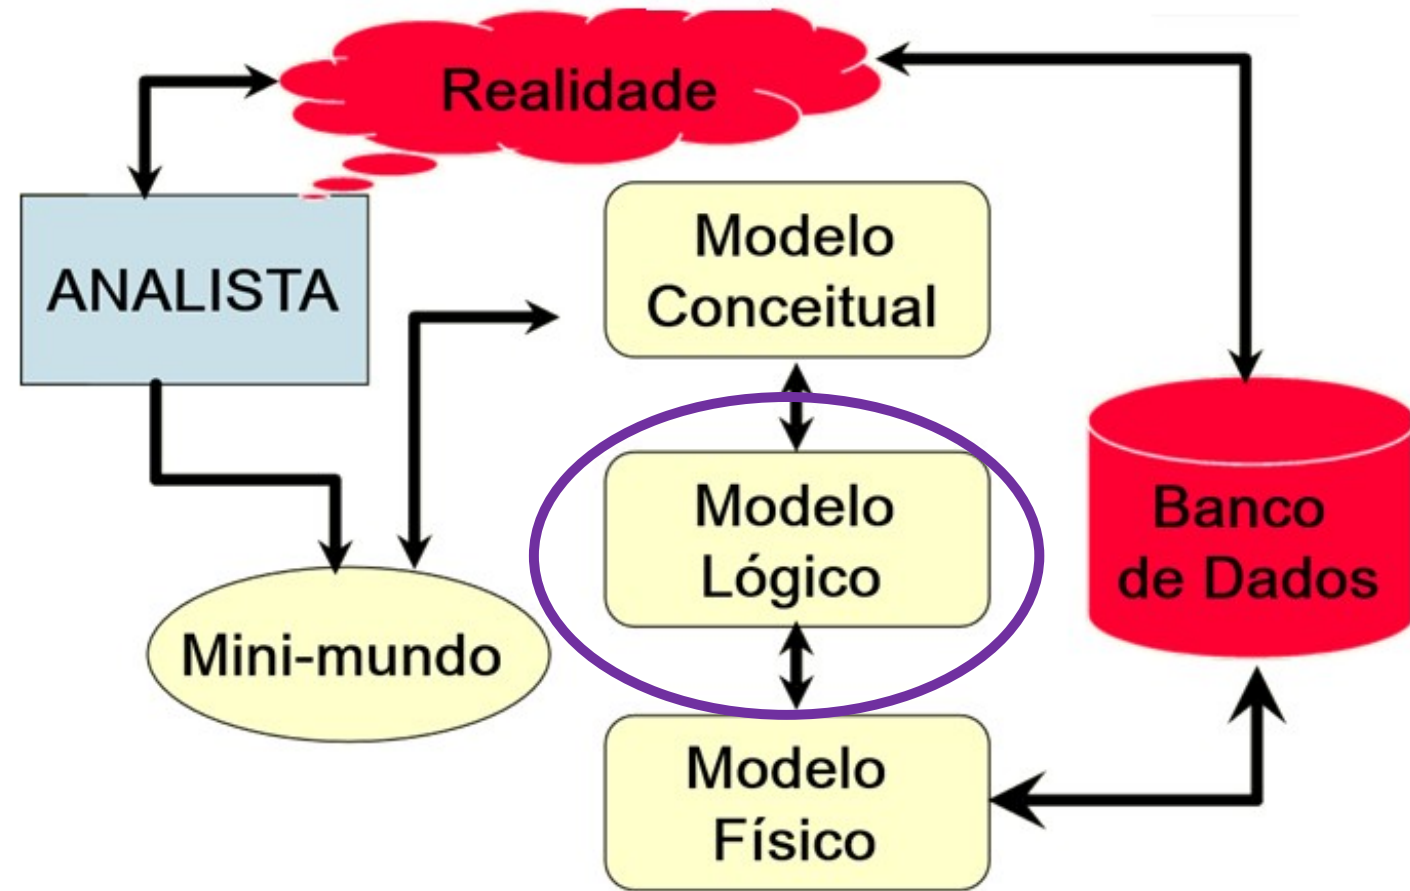 Realidade
ANALISTA
Modelo
Conceitual
Modelo
Lógico
Banco
de Dados
Mini-mundo
Modelo
Físico